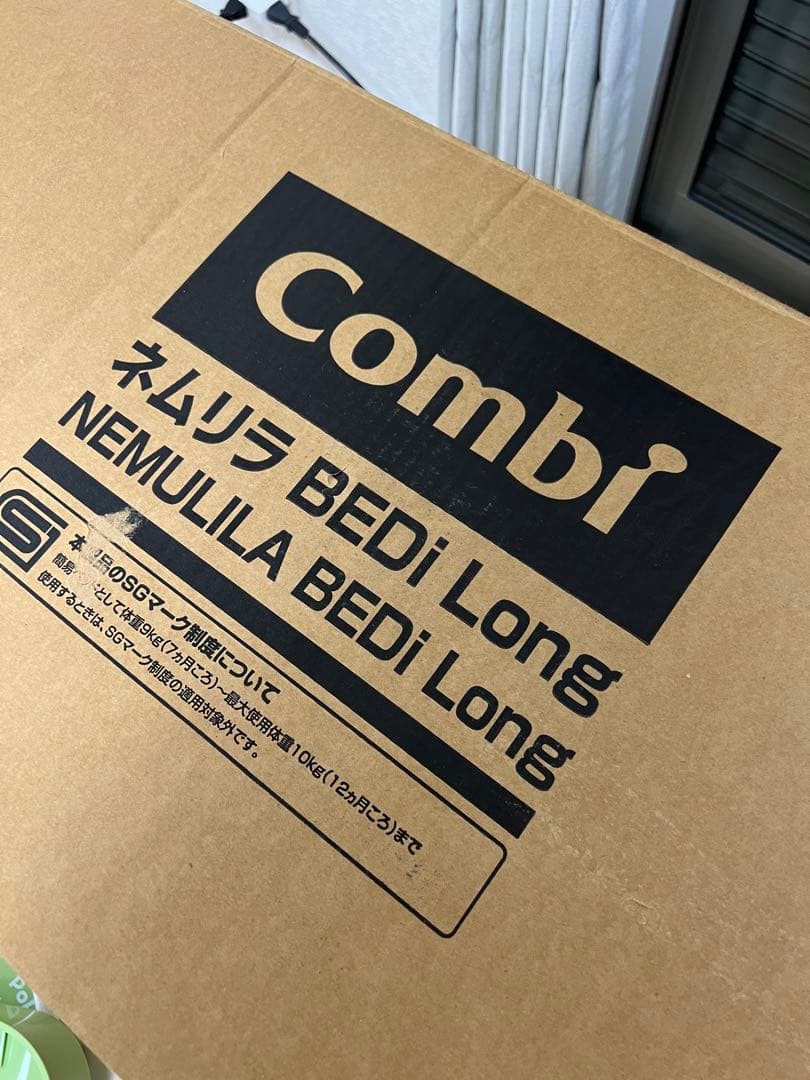 Combi
ネムリラ BEDi Long
NEMULILA BEDi Long
本 品のSGマーク制度について
簡易 ドとして体重9kg(7ヵ月ころ)〜最大使用体重10kg(12ヵ月ころ)まで
使用するときは、SGマーク制度の適用対象外です。